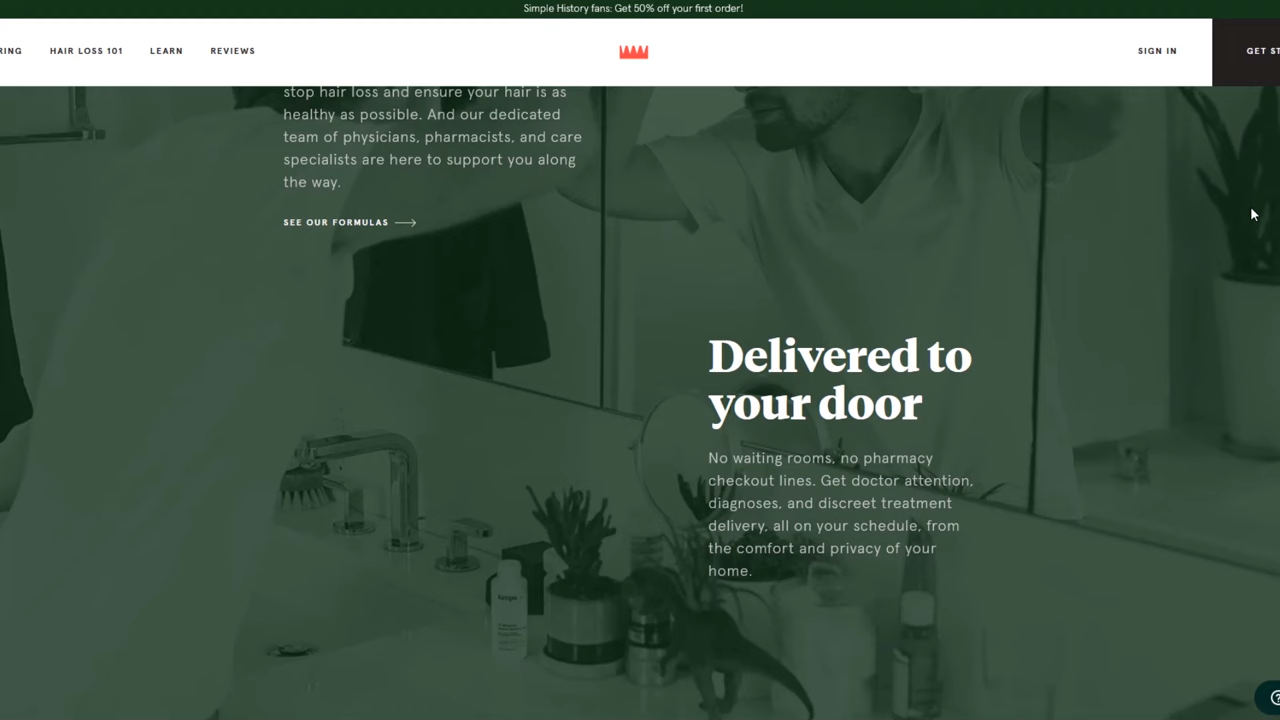 Simple History fans: Get 50% off your first order!
RING HAIR LOSS 101 LEARN REVIEWS SIGN IN GET ST
stop hair loss and ensure your hair is as
healthy as possible. And our dedicated
team of physicians, pharmacists, and care
specialists are here to support you along
the way.
SEE OUR FORMULAS
Delivered to
your door
No waiting rooms, no pharmacy
checkout lines. Get doctor attention,
diagnoses, and discreet treatment
delivery, all on your schedule, from
the comfort and privacy of your
home.